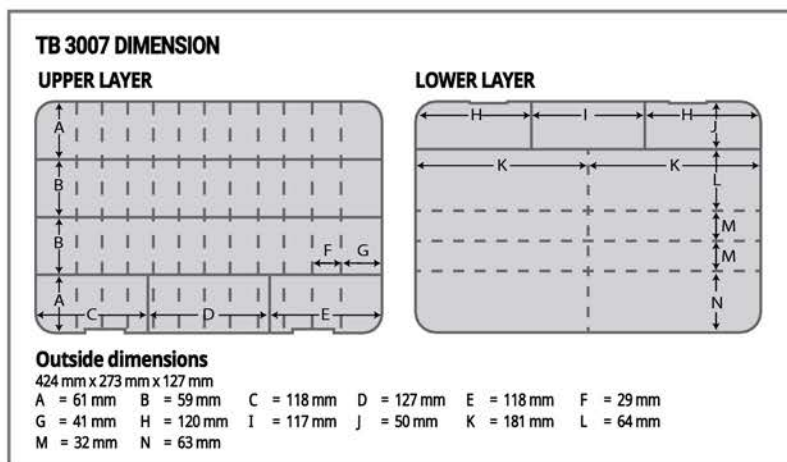 TB 3007 DIMENSION
UPPER LAYER
A
B
B
F G
A
C D E
LOWER LAYER
H I H J
K K L
M
M
N
Outside dimensions
424 mm x 273 mm x 127 mm
A = 61 mm B = 59 mm C = 118 mm D = 127 mm E = 118 mm F = 29 mm
G = 41 mm H = 120 mm I = 117 mm J = 50 mm K = 181 mm L = 64 mm
M = 32 mm N = 63 mm